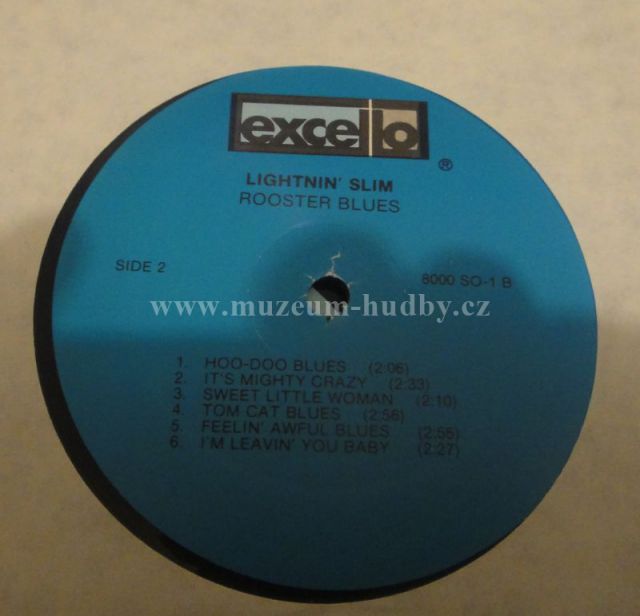 excello
®
LIGHTNIN' SLIM
ROOSTER BLUES
SIDE 2
8000 SO-1 B
www.muzeum-hudby.cz
1. HOO-DOO BLUES (2:06)
2. IT'S MIGHTY CRAZY (2:33)
3. SWEET LITTLE WOMAN (2:10)
4. TOM CAT BLUES (2:56)
5. FEELIN' AWFUL BLUES (2:55)
6. I'M LEAVIN' YOU BABY (2:27)